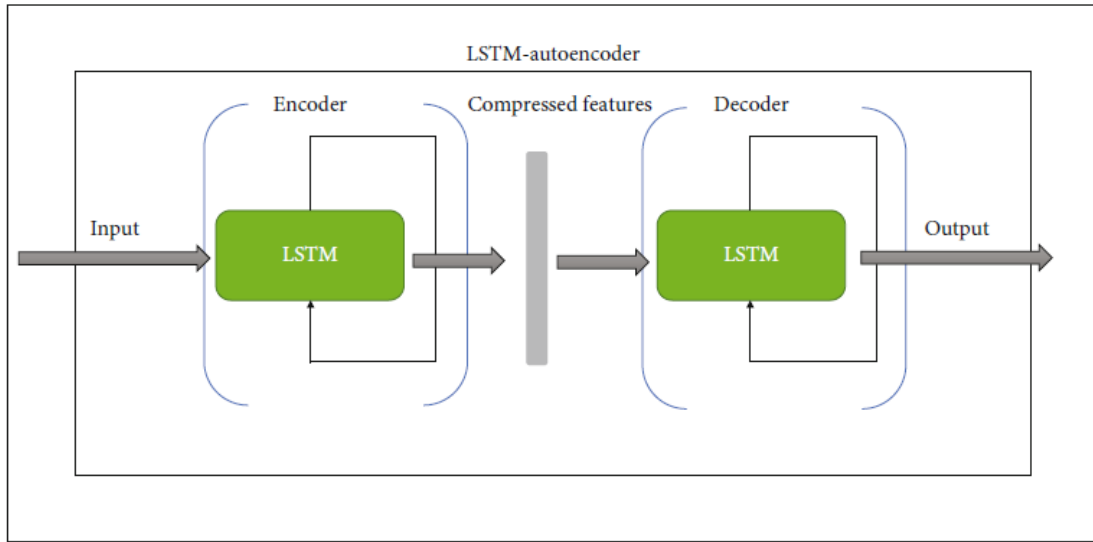 LSTM-autoencoder
Encoder
Compressed features
Decoder
Input
LSTM
LSTM
Output